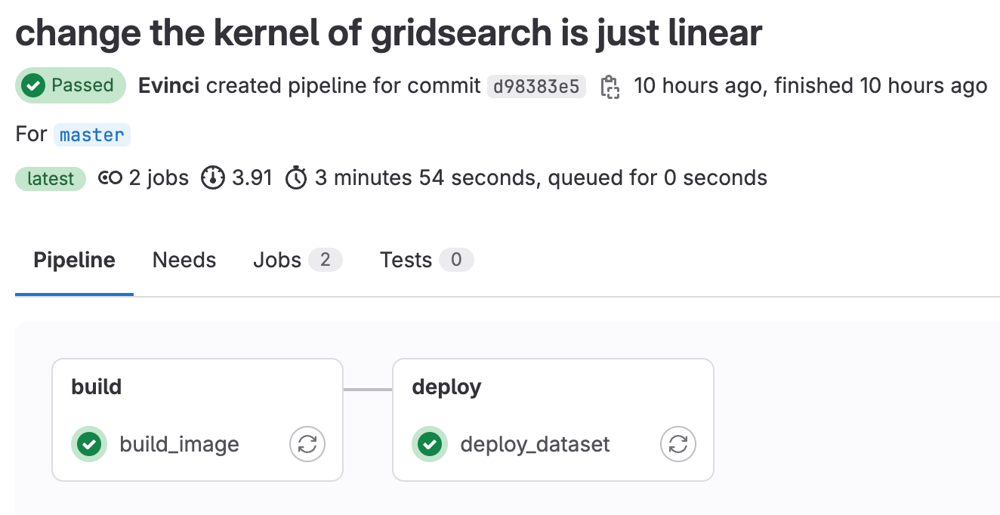 change the kernel of gridsearch is just linear
Passed Evinci created pipeline for commit d98383e5 10 hours ago, finished 10 hours ago
For master
latest 2 jobs 3.91 3 minutes 54 seconds, queued for 0 seconds
Pipeline Needs Jobs 2 Tests 0
build deploy
build_image deploy_dataset